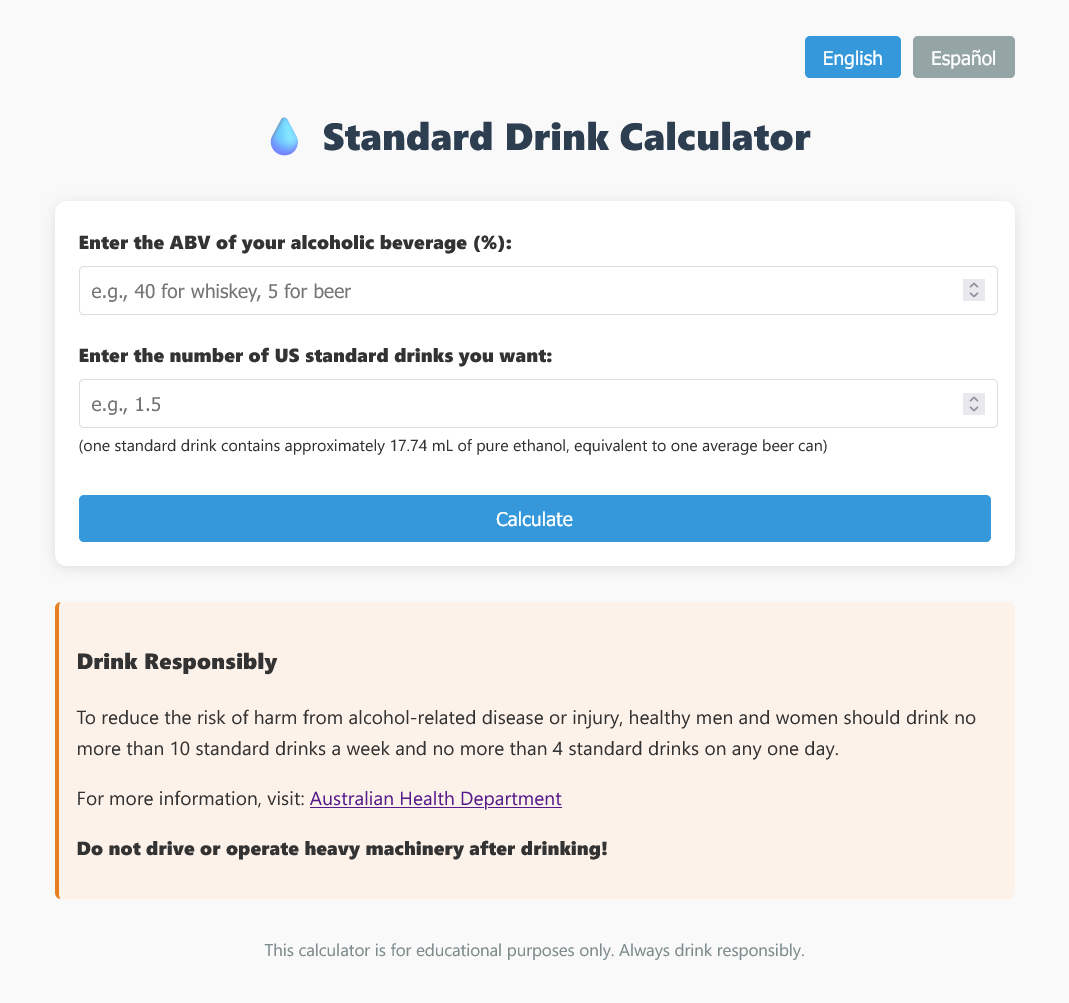 English
Español
Standard Drink Calculator
Enter the ABV of your alcoholic beverage (%):
e.g., 40 for whiskey, 5 for beer
Enter the number of US standard drinks you want:
e.g., 1.5
(one standard drink contains approximately 17.74 mL of pure ethanol, equivalent to one average beer can)
Calculate
Drink Responsibly
To reduce the risk of harm from alcohol-related disease or injury, healthy men and women should drink no
more than 10 standard drinks a week and no more than 4 standard drinks on any one day.
For more information, visit: Australian Health Department
Do not drive or operate heavy machinery after drinking!
This calculator is for educational purposes only. Always drink responsibly.